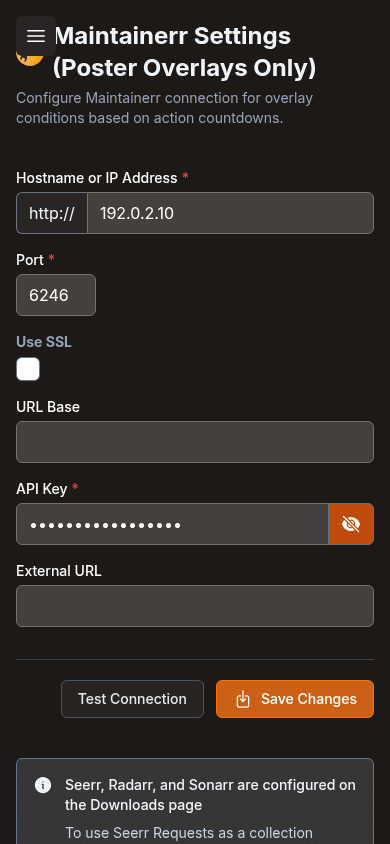 Maintainerr Settings
(Poster Overlays Only)
Configure Maintainerr connection for overlay
conditions based on action countdowns.
Hostname or IP Address *
http:// 192.0.2.10
Port *
6246
Use SSL
URL Base
API Key *
•••••••••••••••••
External URL
Test Connection Save Changes
Seerr, Radarr, and Sonarr are configured on
the Downloads page
To use Seerr Requests as a collection